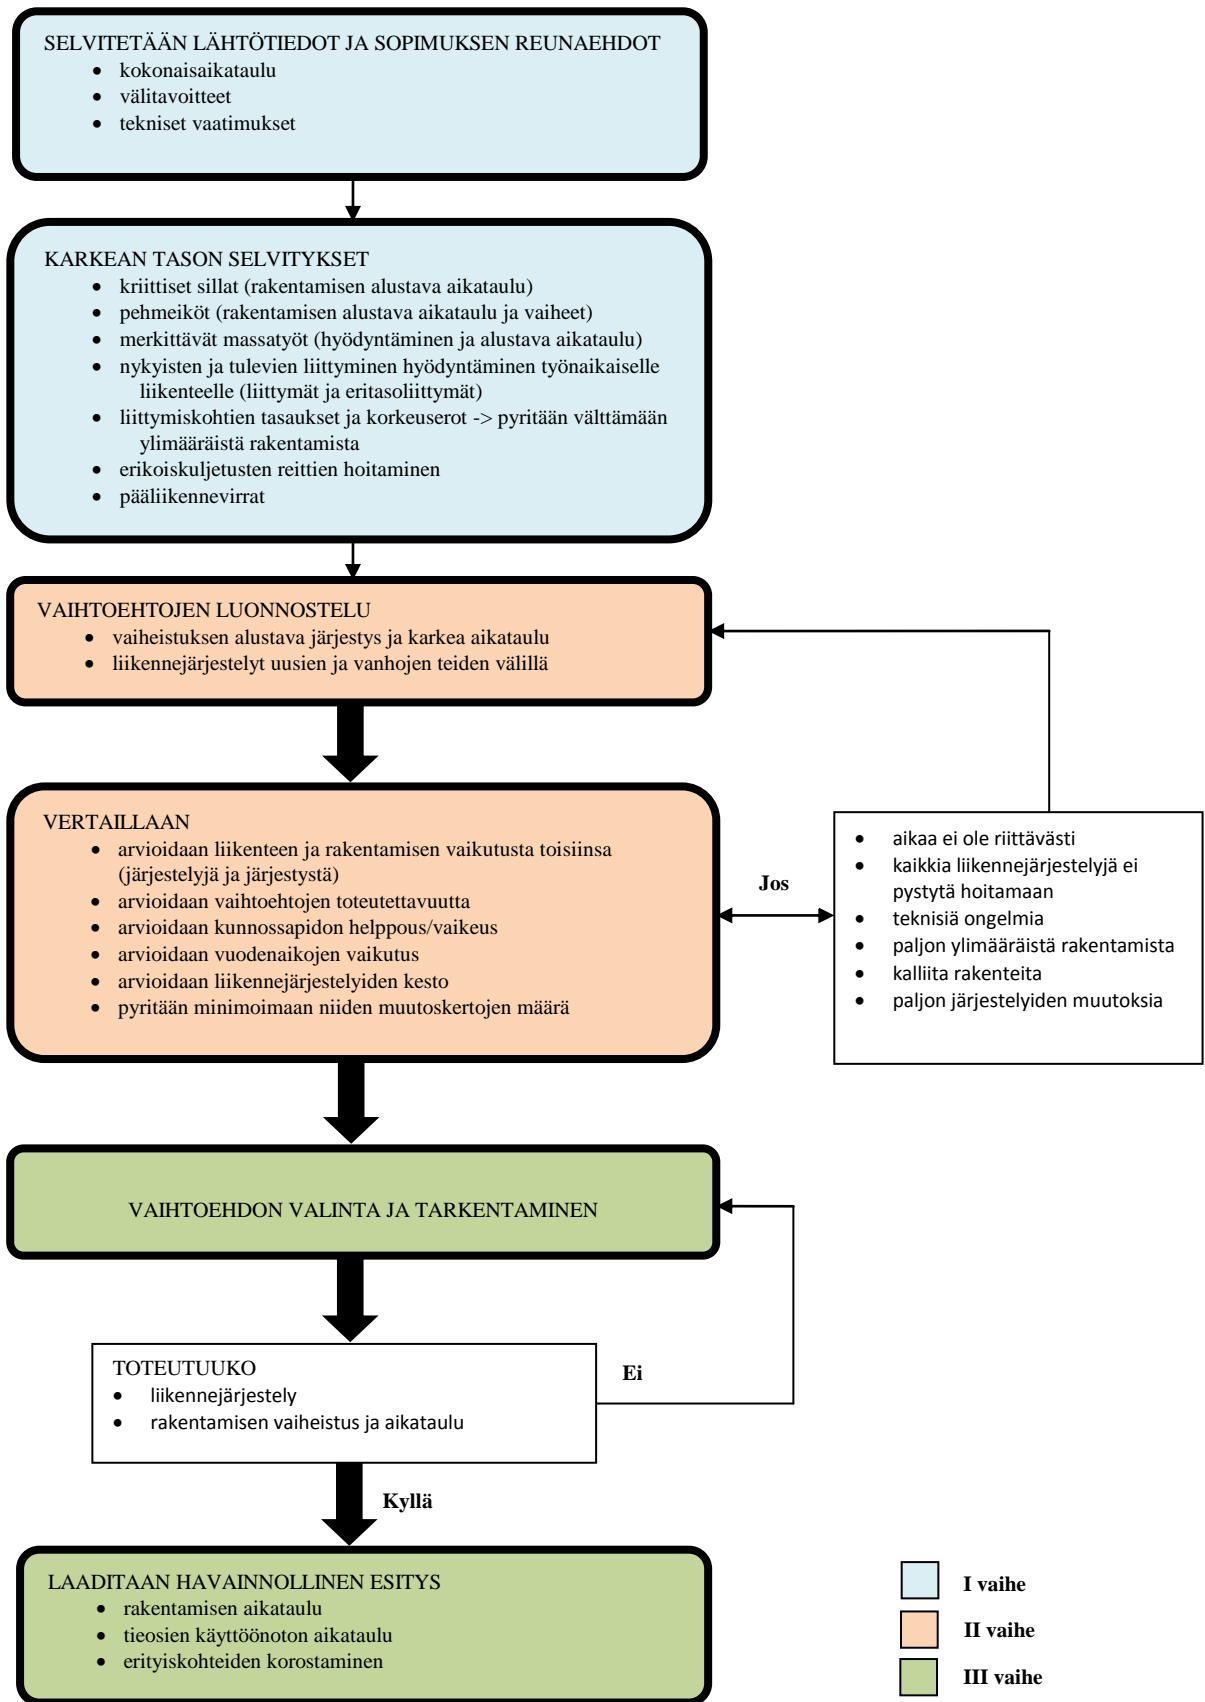 SELVITETÄÄN LÄHTÖTIEDOT JA SOPIMUKSEN REUNAEHDOT
• kokonaisaikataulu
• välitavoitteet
• tekniset vaatimukset
KARKEAN TASON SELVITYKSET
• kriittiset sillat (rakentamisen alustava aikataulu)
• pehmeiköt (rakentamisen alustava aikataulu ja vaiheet)
• merkittävät massatyöt (hyödyntäminen ja alustava aikataulu)
• nykyisten ja tulevien liittyminen hyödyntäminen työnaikaiselle
liikenteelle (liittymät ja eritasoliittymät)
• liittymiskohtien tasaukset ja korkeuserot -> pyritään välttämään
ylimääräistä rakentamista
• erikoiskuljetusten reittien hoitaminen
• pääliikennevirrat
VAIHTOEHTOJEN LUONNOSTELU
• vaiheistuksen alustava järjestys ja karkea aikataulu
• liikennejärjestelyt uusien ja vanhojen teiden välillä
VERTAILLAAN
• arvioidaan liikenteen ja rakentamisen vaikutusta toisiinsa
(järjestelyjä ja järjestystä)
• arvioidaan vaihtoehtojen toteutettavuutta
• arvioidaan kunnossapidon helppous/vaikeus
• arvioidaan vuodenaikojen vaikutus
• arvioidaan liikennejärjestelyiden kesto
• pyritään minimoimaan niiden muutoskertojen määrä
Jos
• aikaa ei ole riittävästi
• kaikkia liikennejärjestelyjä ei
pystytä hoitamaan
• teknisiä ongelmia
• paljon ylimääräistä rakentamista
• kalliita rakenteita
• paljon järjestelyiden muutoksia
VAIHTOEHDON VALINTA JA TARKENTAMINEN
TOTEUTUUKO
• liikennejärjestely
• rakentamisen vaiheistus ja aikataulu
Ei
Kyllä
LAADITAAN HAVAINNOLLINEN ESITYS
• rakentamisen aikataulu
• tieosien käyttöönoton aikataulu
• erityiskohteiden korostaminen
I vaihe
II vaihe
III vaihe